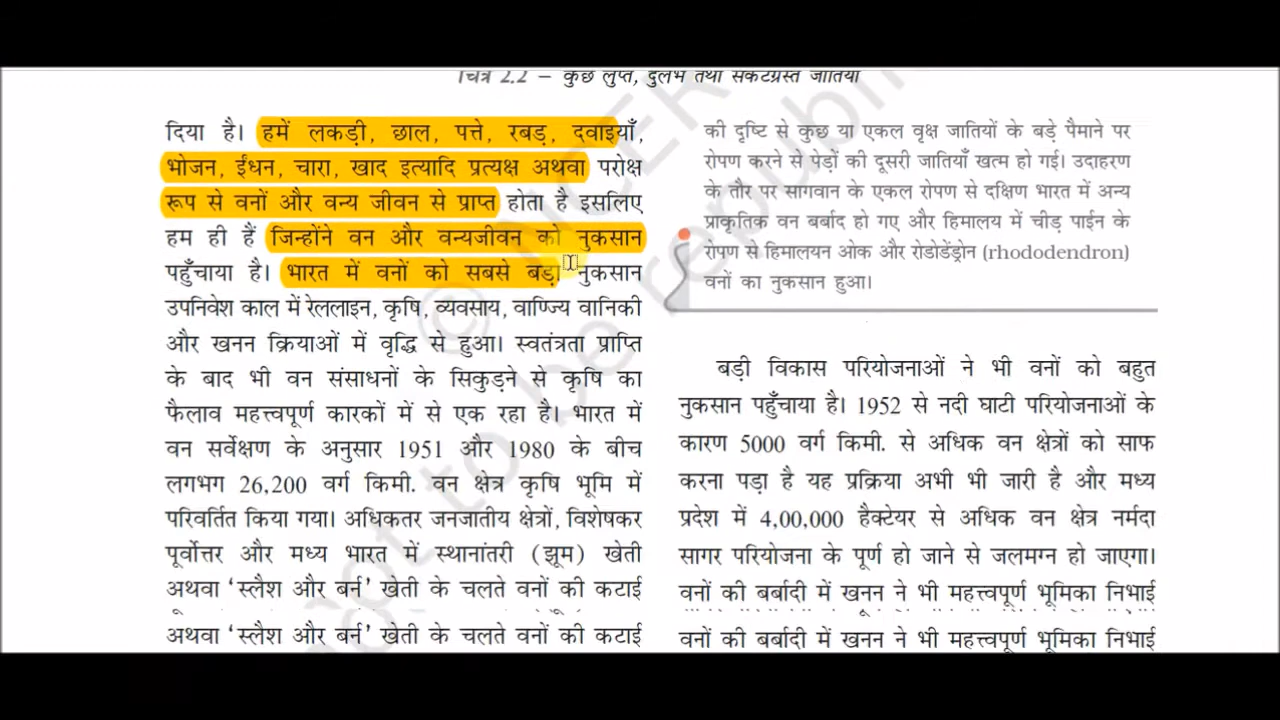 चित्र 2.2 – कुछ लुप्त, दुर्लभ तथा संकटग्रस्त जातियाँ
दिया है। हमें लकड़ी, छाल, पत्ते, रबड़, दवाइयाँ,
भोजन, ईंधन, चारा, खाद इत्यादि प्रत्यक्ष अथवा परोक्ष
रूप से वनों और वन्य जीवन से प्राप्त होता है इसलिए
हम ही हैं जिन्होंने वन और वन्यजीवन को नुकसान
पहुँचाया है। भारत में वनों को सबसे बड़ा नुकसान
उपनिवेश काल में रेललाइन, कृषि, व्यवसाय, वाणिज्य वानिकी
और खनन क्रियाओं में वृद्धि से हुआ। स्वतंत्रता प्राप्ति
के बाद भी वन संसाधनों के सिकुड़ने से कृषि का
फैलाव महत्त्वपूर्ण कारकों में से एक रहा है। भारत में
वन सर्वेक्षण के अनुसार 1951 और 1980 के बीच
लगभग 26,200 वर्ग किमी. वन क्षेत्र कृषि भूमि में
परिवर्तित किया गया। अधिकतर जनजातीय क्षेत्रों, विशेषकर
पूर्वोत्तर और मध्य भारत में स्थानांतरी (झूम) खेती
अथवा ‘स्लैश और बर्न’ खेती के चलते वनों की कटाई
अथवा ‘स्लैश और बर्न’ खेती के चलते वनों की कटाई
की दृष्टि से कुछ या एकल वृक्ष जातियों के बड़े पैमाने पर
रोपण करने से पेड़ों की दूसरी जातियाँ खत्म हो गई। उदाहरण
के तौर पर सागवान के एकल रोपण से दक्षिण भारत में अन्य
प्राकृतिक वन बर्बाद हो गए और हिमालय में चीड़ पाईन के
रोपण से हिमालयन ओक और रोडोडेंड्रोन (rhododendron)
वनों का नुकसान हुआ।
बड़ी विकास परियोजनाओं ने भी वनों को बहुत
नुकसान पहुँचाया है। 1952 से नदी घाटी परियोजनाओं के
कारण 5000 वर्ग किमी. से अधिक वन क्षेत्रों को साफ
करना पड़ा है यह प्रक्रिया अभी भी जारी है और मध्य
प्रदेश में 4,00,000 हैक्टेयर से अधिक वन क्षेत्र नर्मदा
सागर परियोजना के पूर्ण हो जाने से जलमग्न हो जाएगा।
वनों की बर्बादी में खनन ने भी महत्त्वपूर्ण भूमिका निभाई
वनों की बर्बादी में खनन ने भी महत्त्वपूर्ण भूमिका निभाई